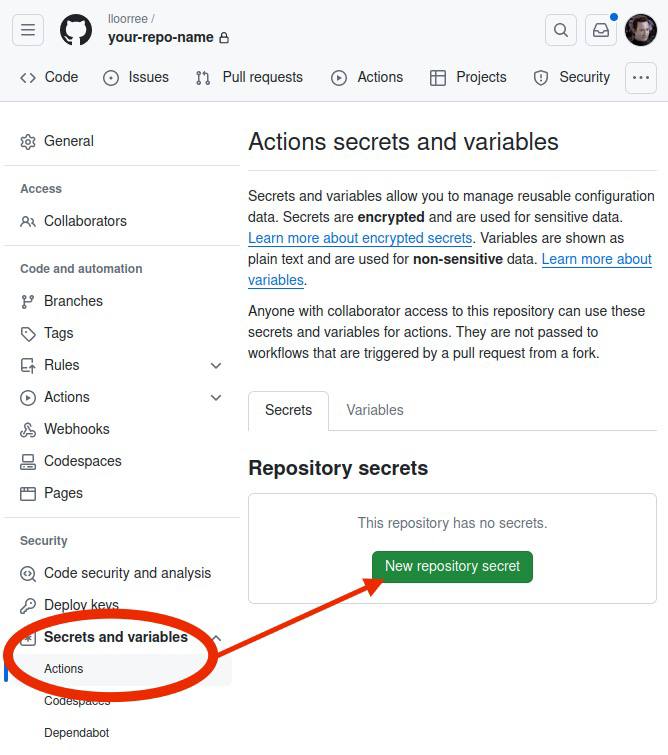 lloorree /
your-repo-name
Code
Issues
Pull requests
Actions
Projects
Security
General
Access
Collaborators
Code and automation
Branches
Tags
Rules
Actions
Webhooks
Codespaces
Pages
Security
Code security and analysis
Deploy keys
Secrets and variables
Actions
Codespaces
Dependabot
Actions secrets and variables
Secrets and variables allow you to manage reusable configuration
data. Secrets are encrypted and are used for sensitive data.
Learn more about encrypted secrets. Variables are shown as
plain text and are used for non-sensitive data. Learn more about
variables.
Anyone with collaborator access to this repository can use these
secrets and variables for actions. They are not passed to
workflows that are triggered by a pull request from a fork.
Secrets
Variables
Repository secrets
This repository has no secrets.
New repository secret